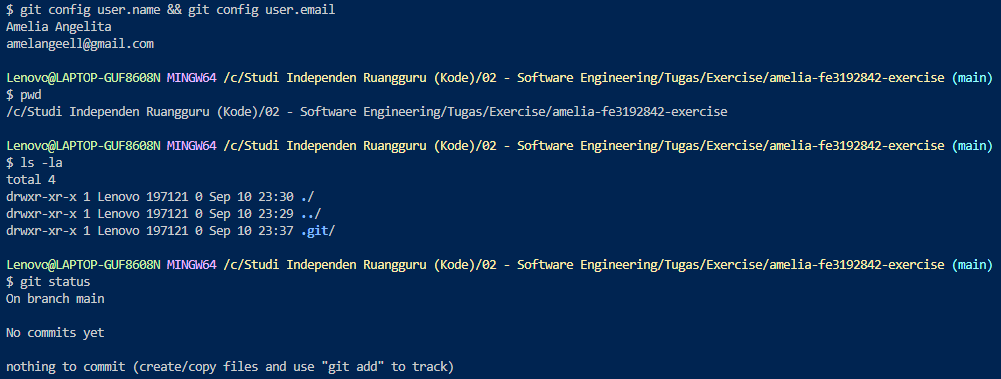 $ git config user.name && git config user.email
Amelia Angelita
amelangeell@gmail.com
Lenovo@LAPTOP-GUF8608N MINGW64 /c/Studi Independen Ruangguru (Kode)/02 - Software Engineering/Tugas/Exercise/amelia-fe3192842-exercise (main)
$ pwd
/c/Studi Independen Ruangguru (Kode)/02 - Software Engineering/Tugas/Exercise/amelia-fe3192842-exercise
Lenovo@LAPTOP-GUF8608N MINGW64 /c/Studi Independen Ruangguru (Kode)/02 - Software Engineering/Tugas/Exercise/amelia-fe3192842-exercise (main)
$ ls -la
total 4
drwxr-xr-x 1 Lenovo 197121 0 Sep 10 23:30 ./
drwxr-xr-x 1 Lenovo 197121 0 Sep 10 23:29 ../
drwxr-xr-x 1 Lenovo 197121 0 Sep 10 23:37 .git/
Lenovo@LAPTOP-GUF8608N MINGW64 /c/Studi Independen Ruangguru (Kode)/02 - Software Engineering/Tugas/Exercise/amelia-fe3192842-exercise (main)
$ git status
On branch main
No commits yet
nothing to commit (create/copy files and use "git add" to track)